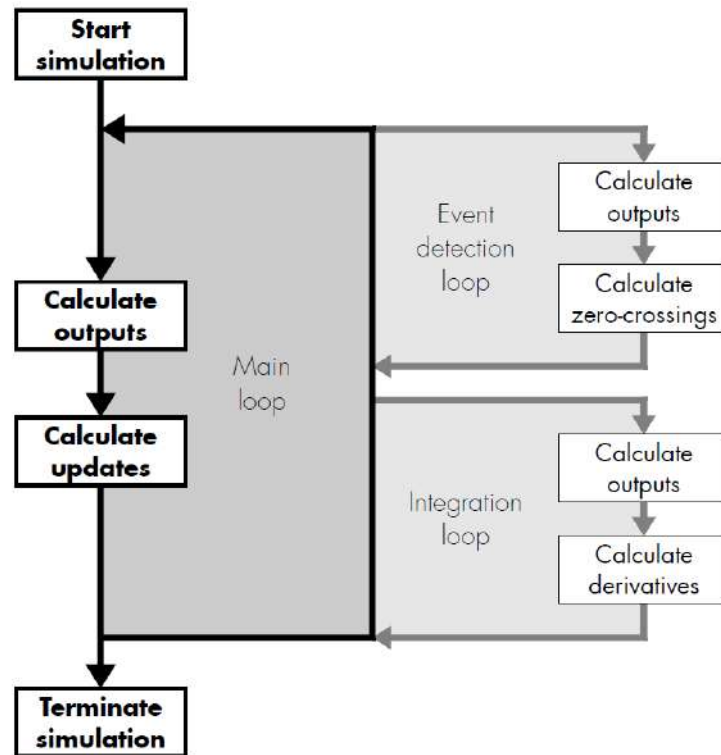 Start
simulation
Calculate
outputs
Event
detection
loop
Calculate
zero-crossings
Calculate
outputs
Main
loop
Calculate
updates
Calculate
outputs
Integration
loop
Calculate
derivatives
Terminate
simulation